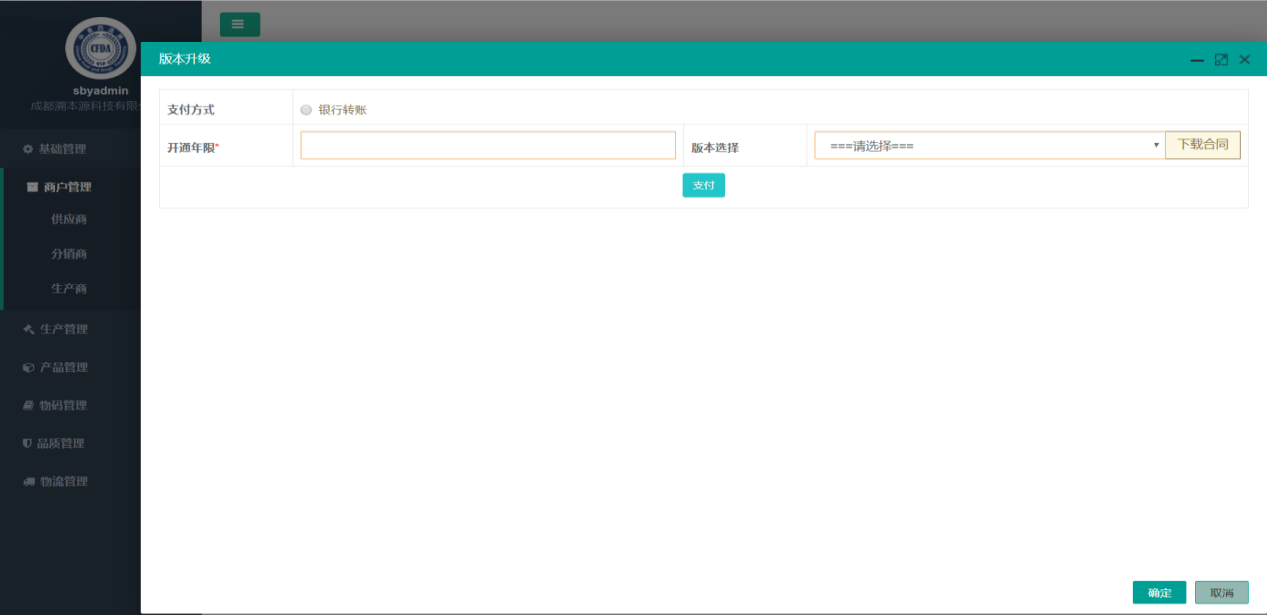 CFDA
sbyadmin
成都溯本源科技有限
基础管理
商户管理
供应商
分销商
生产商
生产管理
产品管理
物码管理
品质管理
物流管理
版本升级
支付方式 银行转账
开通年限* 版本选择 ===请选择=== 下载合同
支付
确定 取消